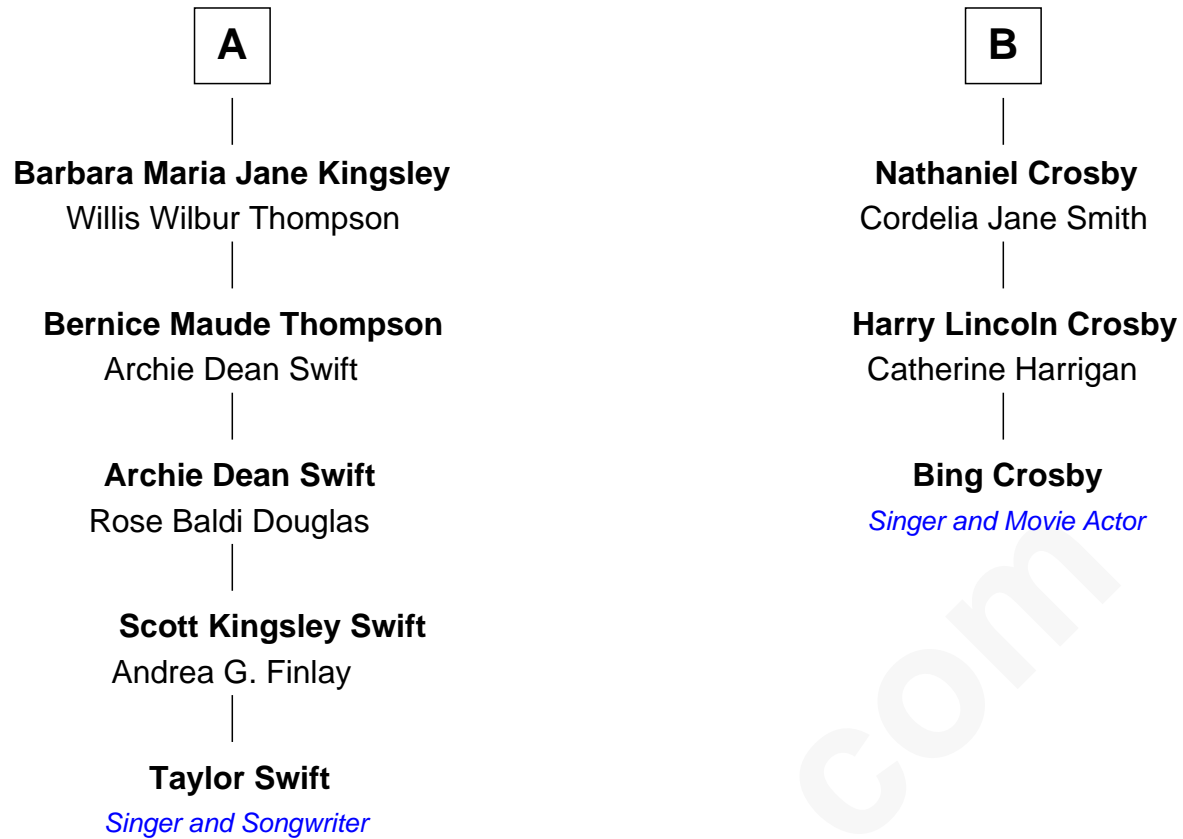 A
Barbara Maria Jane Kingsley
Willis Wilbur Thompson
Bernice Maude Thompson
Archie Dean Swift
Archie Dean Swift
Rose Baldi Douglas
Scott Kingsley Swift
Andrea G. Finlay
Taylor Swift
Singer and Songwriter
B
Nathaniel Crosby
Cordelia Jane Smith
Harry Lincoln Crosby
Catherine Harrigan
Bing Crosby
Singer and Movie Actor
com